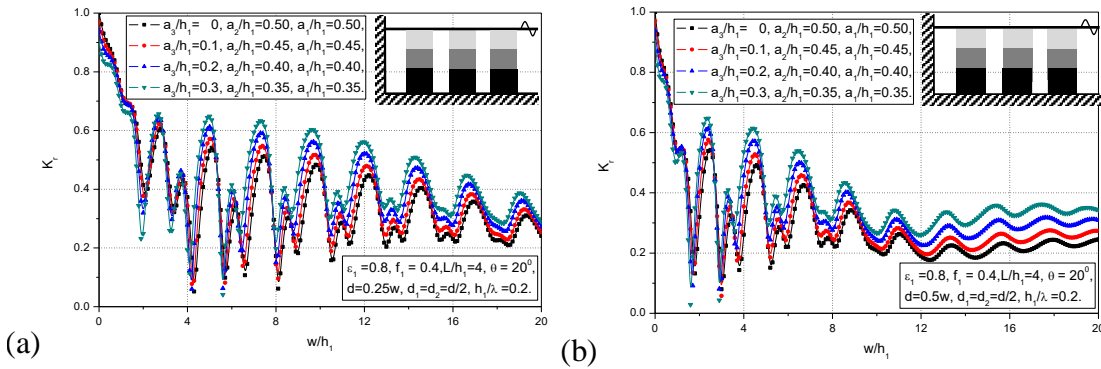 a₃/h₁= 0, a₂/h₁=0.50, a₁/h₁=0.50,
a₃/h₁=0.1, a₂/h₁=0.45, a₁/h₁=0.45,
a₃/h₁=0.2, a₂/h₁=0.40, a₁/h₁=0.40,
a₃/h₁=0.3, a₂/h₁=0.35, a₁/h₁=0.35.
1.0
0.8
0.6
0.4
0.2
0.0
Kᵣ
ε₁=0.8, f₁ = 0.4,L/h₁=4, θ = 20⁰,
d=0.25w, d₁=d₂=d/2, h₁/λ=0.2.
0 4 8 12 16 20
w/h₁
(a)
a₃/h₁= 0, a₂/h₁=0.50, a₁/h₁=0.50,
a₃/h₁=0.1, a₂/h₁=0.45, a₁/h₁=0.45,
a₃/h₁=0.2, a₂/h₁=0.40, a₁/h₁=0.40,
a₃/h₁=0.3, a₂/h₁=0.35, a₁/h₁=0.35.
1.0
0.8
0.6
0.4
0.2
0.0
Kᵣ
ε₁=0.8, f₁ = 0.4,L/h₁=4, θ = 20⁰,
d=0.5w, d₁=d₂=d/2, h₁/λ=0.2.
0 4 8 12 16 20
w/h₁
(b)